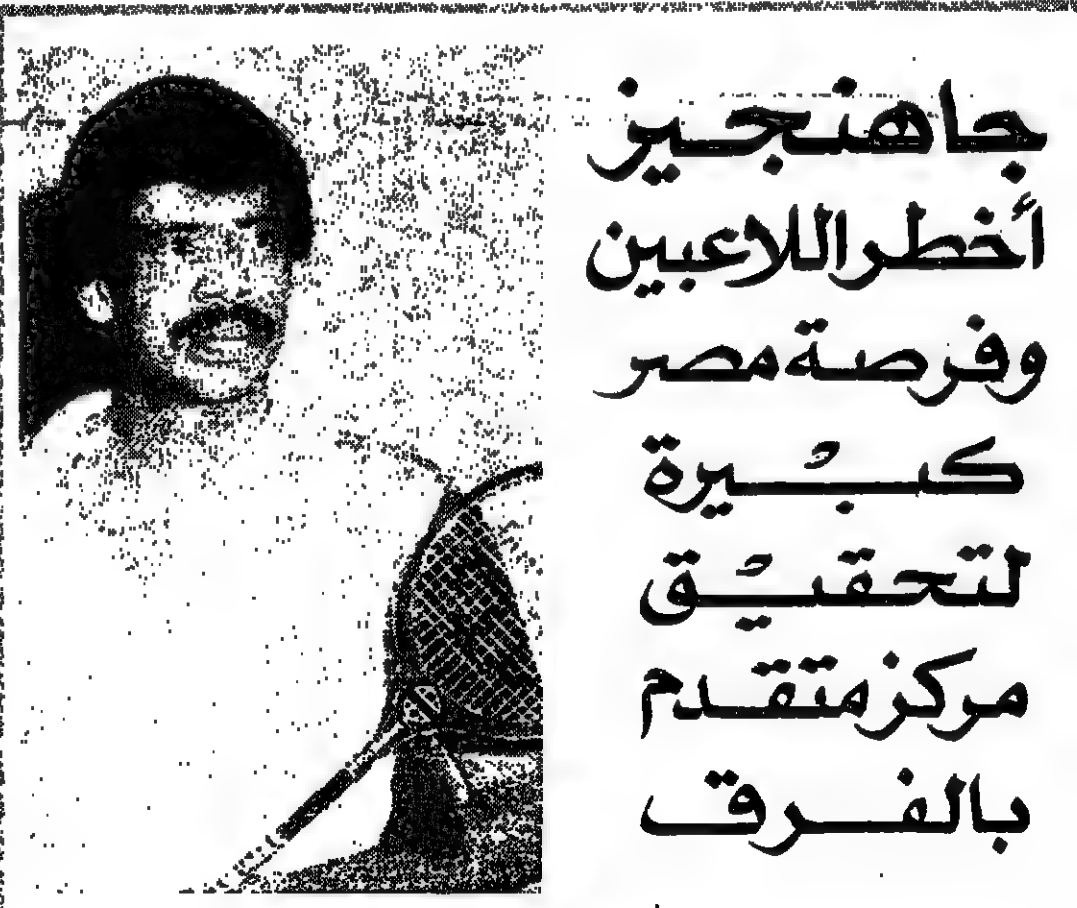 جاهنجيز
أخطر اللاعبين
وفرصة مصر
كبيرة
لتحقيق
مركز متقدم
بالفرق